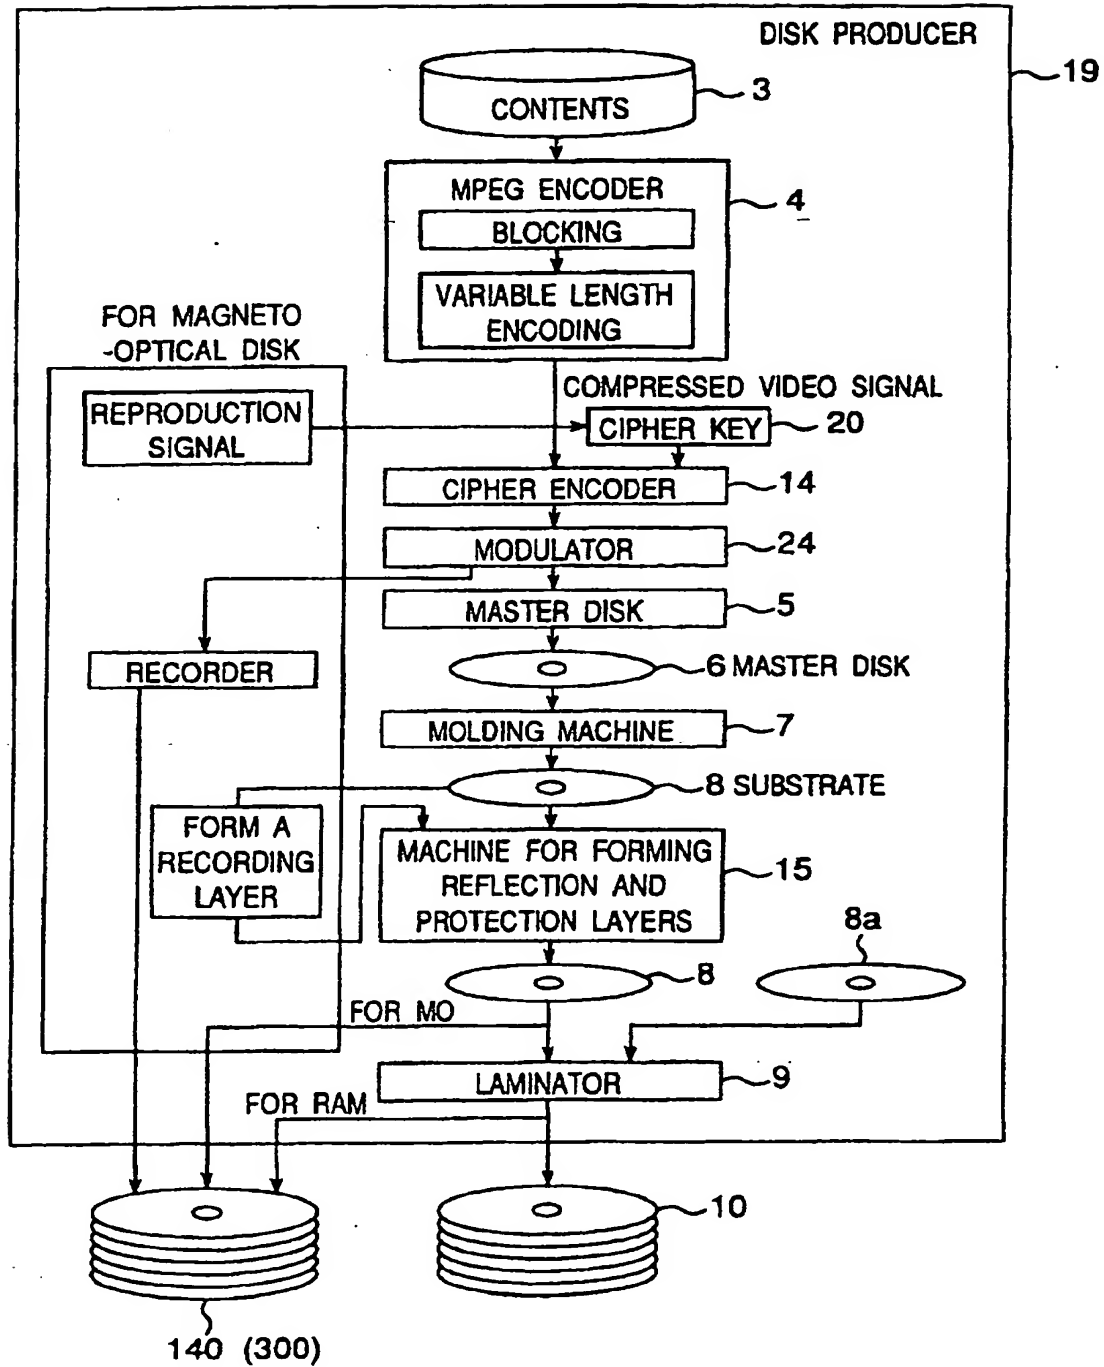 DISK PRODUCER
19
CONTENTS
3
MPEG ENCODER
4
BLOCKING
VARIABLE LENGTH
ENCODING
FOR MAGNETO
-OPTICAL DISK
COMPRESSED VIDEO SIGNAL
REPRODUCTION
SIGNAL
CIPHER KEY
20
CIPHER ENCODER
14
MODULATOR
24
MASTER DISK
5
RECORDER
6 MASTER DISK
MOLDING MACHINE
7
8 SUBSTRATE
FORM A
RECORDING
LAYER
MACHINE FOR FORMING
REFLECTION AND
PROTECTION LAYERS
15
8a
8
FOR MO
LAMINATOR
9
FOR RAM
10
140 (300)